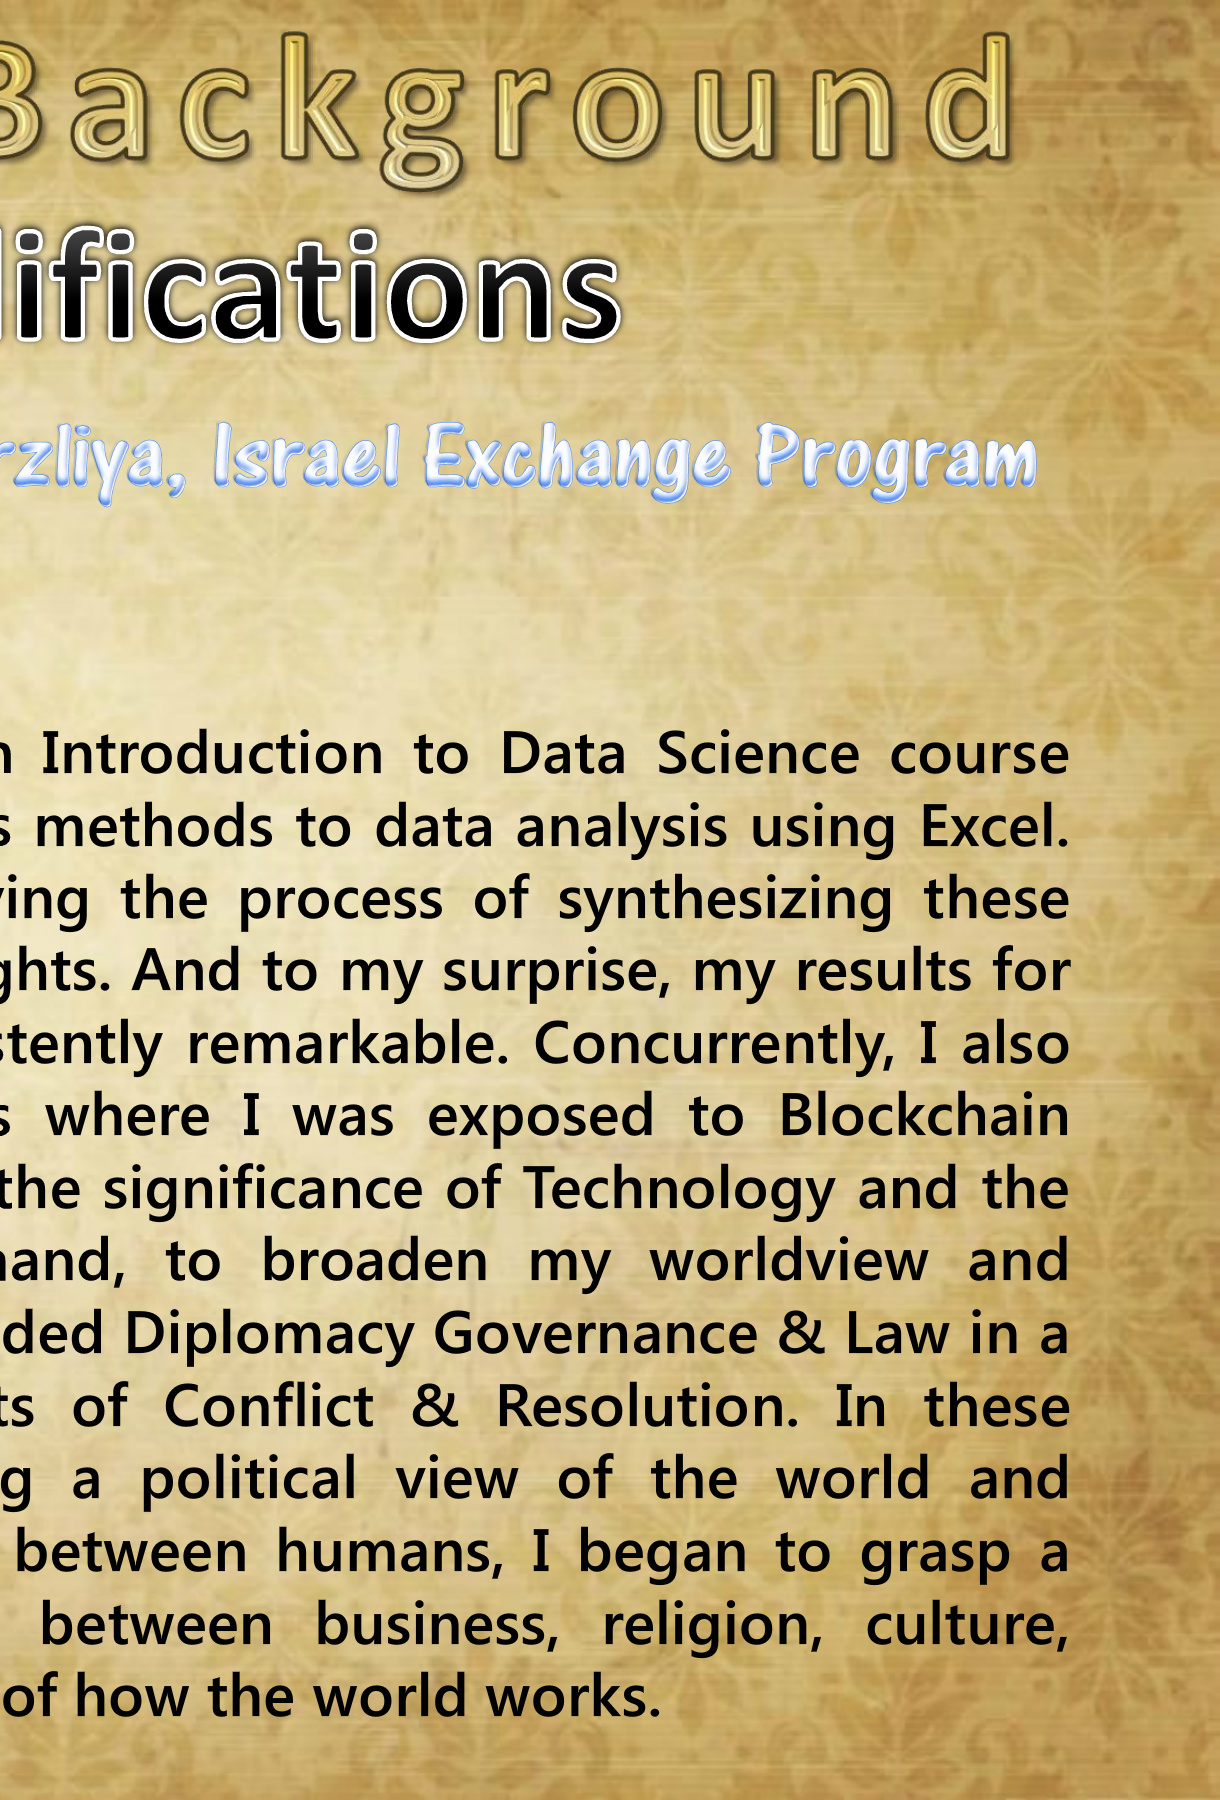 Background
lifications
rzliya, Israel Exchange Program
n Introduction to Data Science course
s methods to data analysis using Excel.
ving the process of synthesizing these
ghts. And to my surprise, my results for
stently remarkable. Concurrently, I also
s where I was exposed to Blockchain
the significance of Technology and the
hand, to broaden my worldview and
ded Diplomacy Governance & Law in a
ts of Conflict & Resolution. In these
g a political view of the world and
between humans, I began to grasp a
between business, religion, culture,
of how the world works.